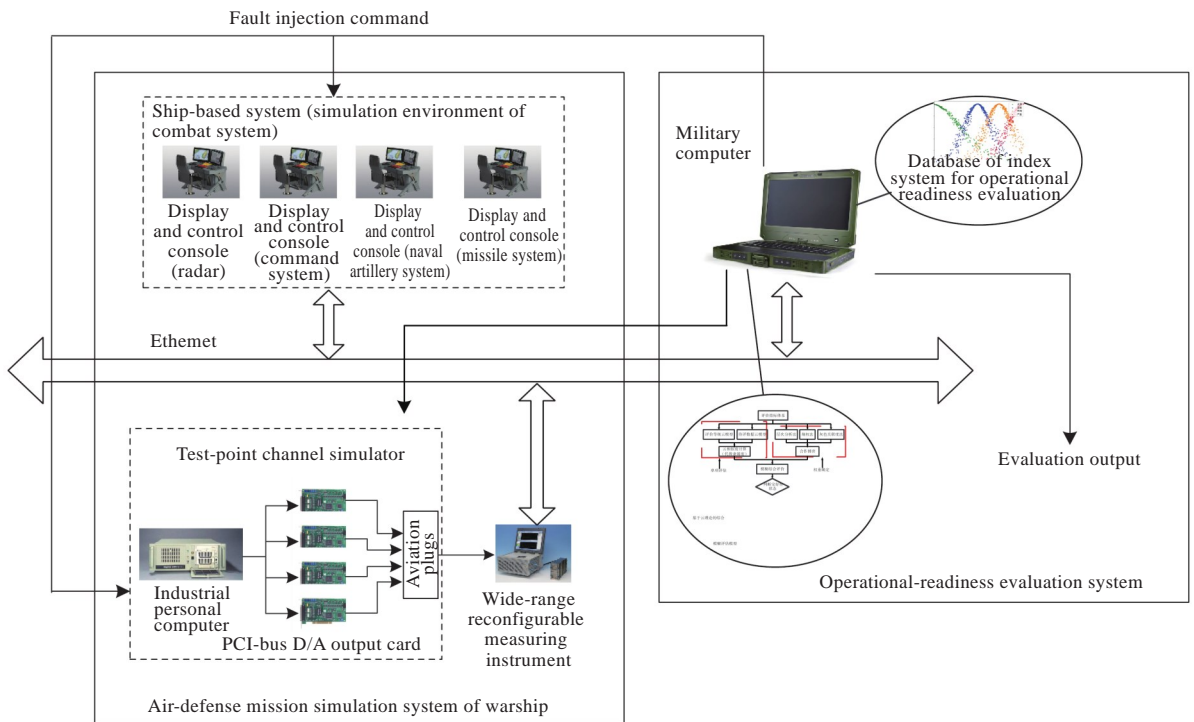 Fault injection command
Ship-based system (simulation environment of
combat system)
Display
and control
console
(radar)
Display
and control
console
(command
system)
Display
and control
console (naval
artillery system)
Display and
control console
(missile system)
Military
computer
Database of index
system for operational
readiness evaluation
Ethemet
Test-point channel simulator
Industrial
personal
computer
PCI-bus D/A output card
Aviation
plugs
Wide-range
reconfigurable
measuring
instrument
Evaluation output
Operational-readiness evaluation system
Air-defense mission simulation system of warship